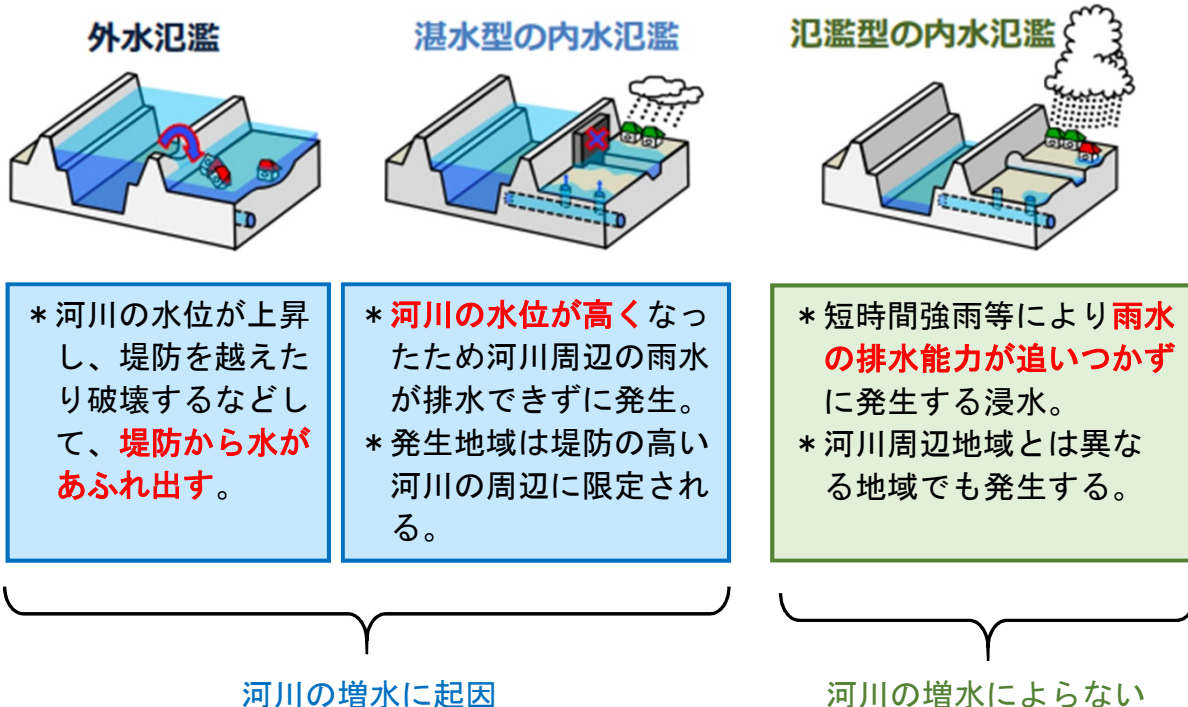 外水氾濫
湛水型の内水氾濫
氾濫型の内水氾濫
＊河川の水位が上昇
し、堤防を越えた
り破壊するなどし
て、堤防から水が
あふれ出す。
＊河川の水位が高くなっ
たため河川周辺の雨水
が排水できずに発生。
＊発生地域は堤防の高い
河川の周辺に限定され
る。
＊短時間強雨等により雨水
の排水能力が追いつかず
に発生する浸水。
＊河川周辺地域とは異な
る地域でも発生する。
河川の増水に起因
河川の増水によらない